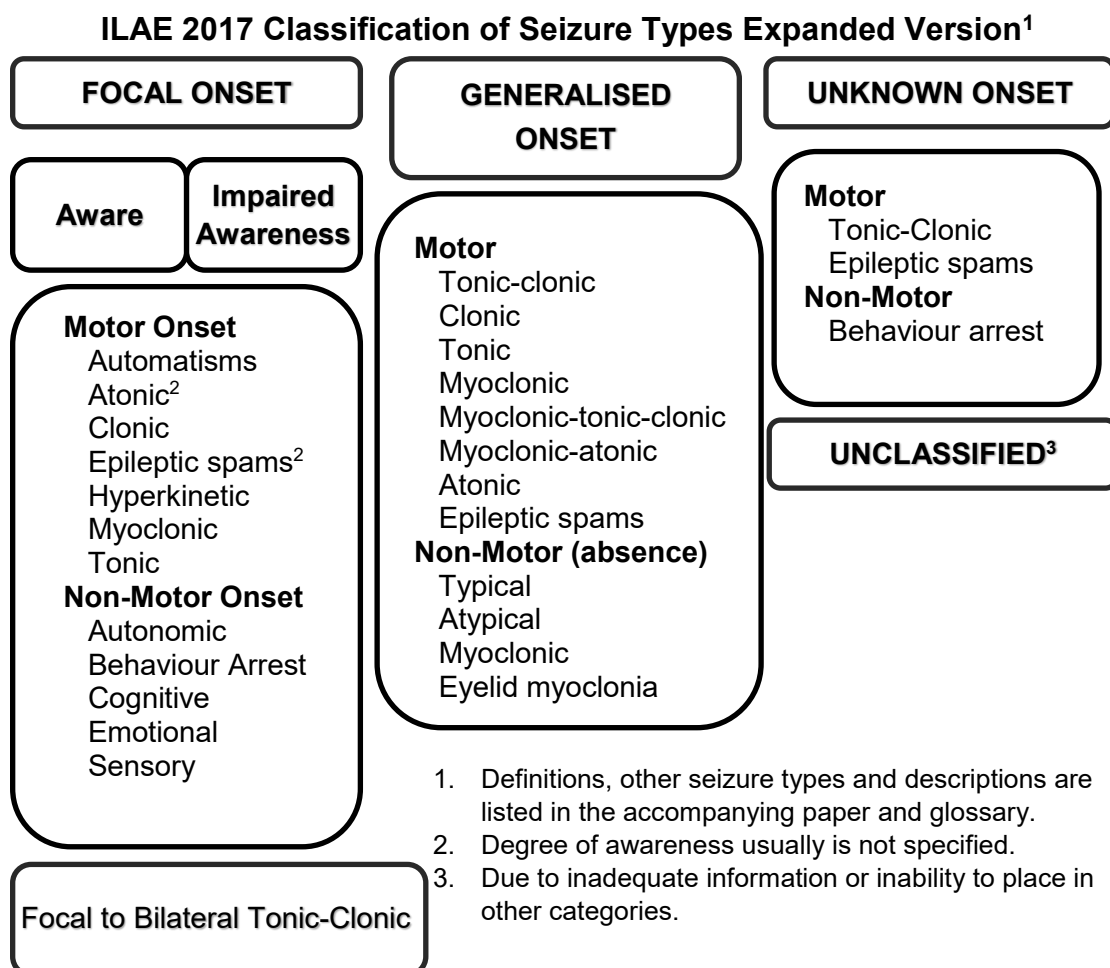 ILAE 2017 Classification of Seizure Types Expanded Version¹
FOCAL ONSET
Aware
Impaired
Awareness
Motor Onset
Automatisms
Atonic²
Clonic
Epileptic spams²
Hyperkinetic
Myoclonic
Tonic
Non-Motor Onset
Autonomic
Behaviour Arrest
Cognitive
Emotional
Sensory
Focal to Bilateral Tonic-Clonic
GENERALISED
ONSET
Motor
Tonic-clonic
Clonic
Tonic
Myoclonic
Myoclonic-tonic-clonic
Myoclonic-atonic
Atonic
Epileptic spams
Non-Motor (absence)
Typical
Atypical
Myoclonic
Eyelid myoclonia
UNKNOWN ONSET
Motor
Tonic-Clonic
Epileptic spams
Non-Motor
Behaviour arrest
UNCLASSIFIED³
1. Definitions, other seizure types and descriptions are
listed in the accompanying paper and glossary.
2. Degree of awareness usually is not specified.
3. Due to inadequate information or inability to place in
other categories.